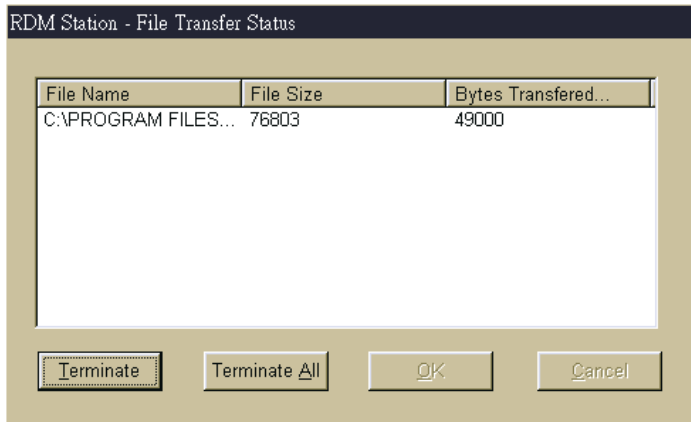 RDM Station - File Transfer Status
File Name File Size Bytes Transfered...
C:\PROGRAM FILES... 76803 49000
Terminate Terminate All OK Cancel